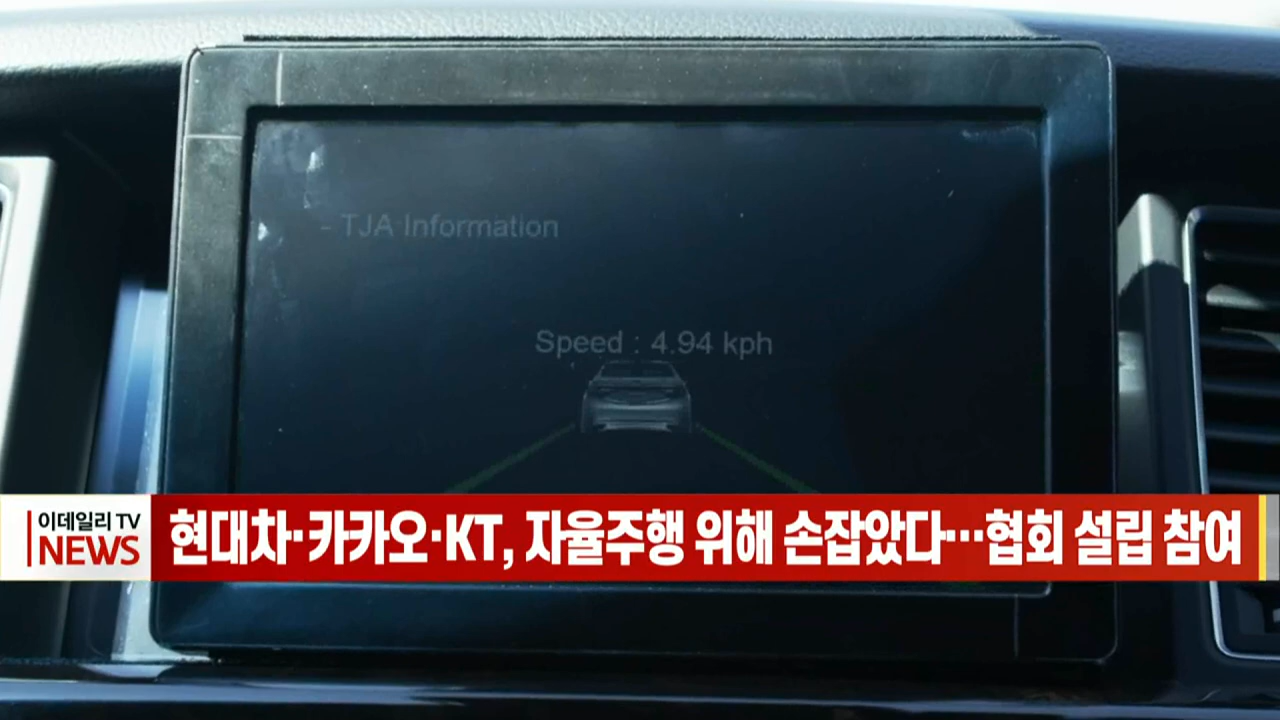 - TJA Information
Speed : 4.94 kph
이데일리 TV
NEWS
현대차·카카오·KT, 자율주행 위해 손잡았다…협회 설립 참여